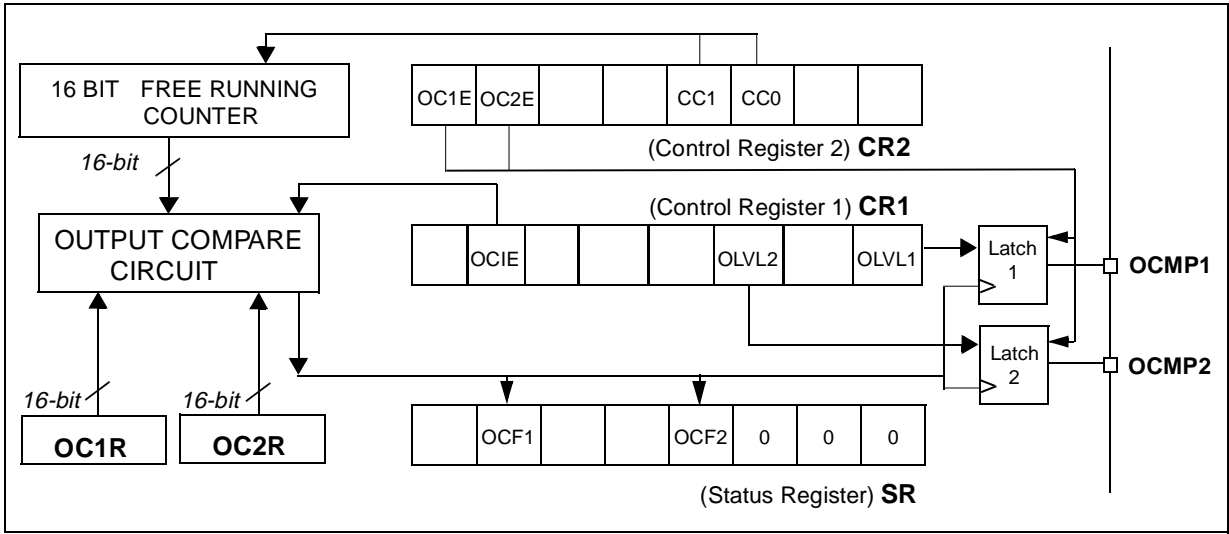 16 BIT FREE RUNNING
COUNTER
16-bit
OUTPUT COMPARE
CIRCUIT
16-bit
16-bit
OC1R
OC2R
OC1E OC2E CC1 CC0
(Control Register 2) CR2
(Control Register 1) CR1
OCIE OLVL2 OLVL1
Latch
1
OCMP1
Latch
2
OCMP2
OCF1 OCF2 0 0 0
(Status Register) SR